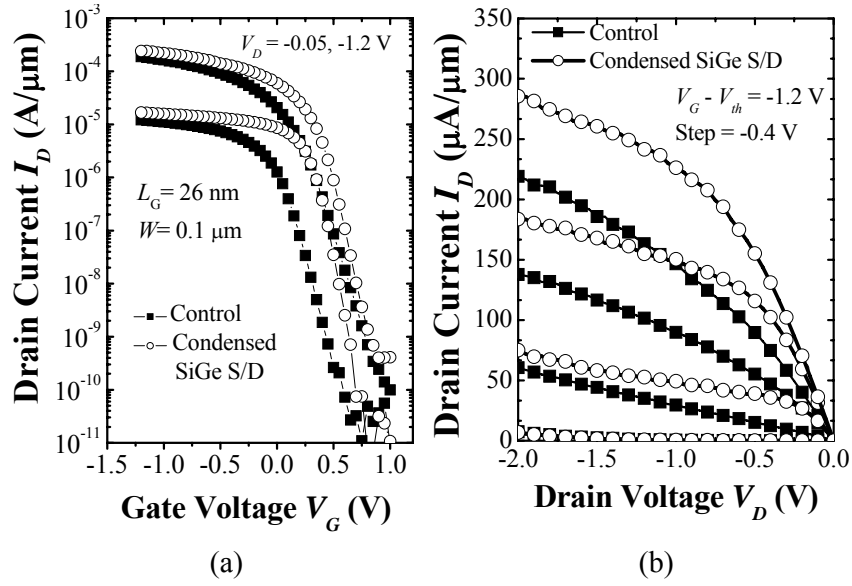 V_D = -0.05, -1.2 V
L_G = 26 nm
W= 0.1 μm
Control
Condensed
SiGe S/D
Drain Current I_D (A/μm)
10⁻³
10⁻⁴
10⁻⁵
10⁻⁶
10⁻⁷
10⁻⁸
10⁻⁹
10⁻¹⁰
10⁻¹¹
-1.5 -1.0 -0.5 0.0 0.5 1.0
Gate Voltage V_G (V)
(a)
Control
Condensed SiGe S/D
V_G - V_th = -1.2 V
Step = -0.4 V
Drain Current I_D (μA/μm)
350
300
250
200
150
100
50
0
-2.0 -1.5 -1.0 -0.5 0.0
Drain Voltage V_D (V)
(b)